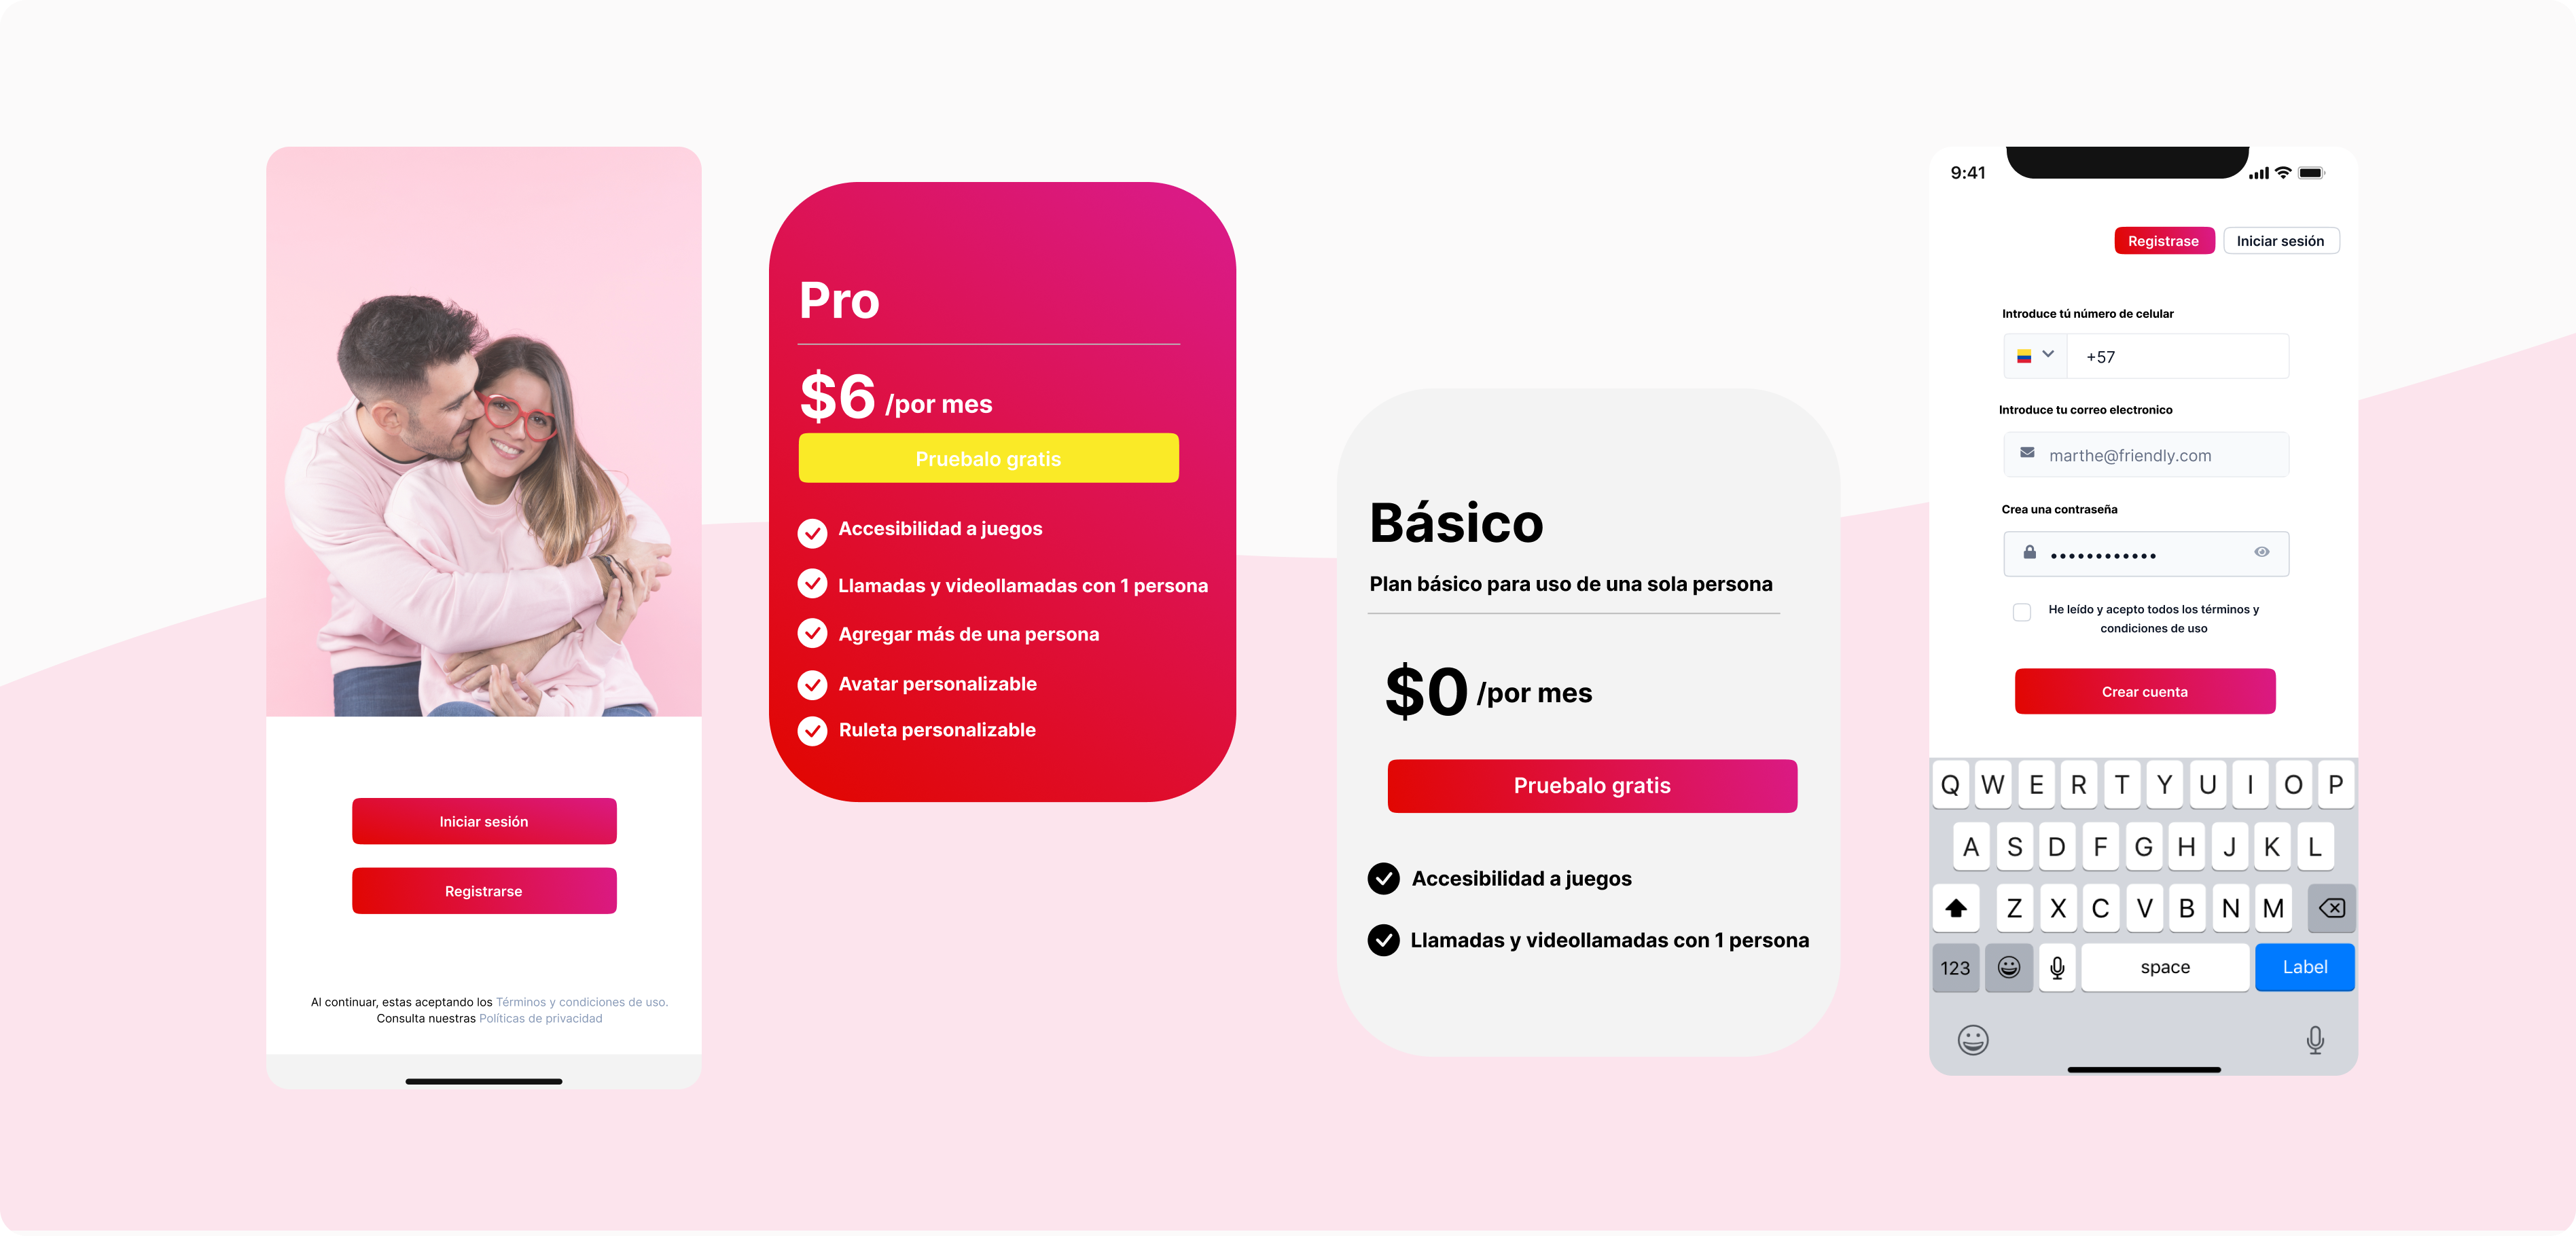 Iniciar sesión
Registrarse
Al continuar, estas aceptando los Términos y condiciones de uso.
Consulta nuestras Políticas de privacidad
Pro
$6 /por mes
Pruebalo gratis
Accesibilidad a juegos
Llamadas y videollamadas con 1 persona
Agregar más de una persona
Avatar personalizable
Ruleta personalizable
Básico
Plan básico para uso de una sola persona
$0 /por mes
Pruebalo gratis
Accesibilidad a juegos
Llamadas y videollamadas con 1 persona
9:41
Registrase Iniciar sesión
Introduce tú número de celular
+57
Introduce tu correo electronico
marthe@friendly.com
Crea una contraseña
He leído y acepto todos los términos y
condiciones de uso
Crear cuenta
Q W E R T Y U I O P
A S D F G H J K L
Z X C V B N M
123 space Label